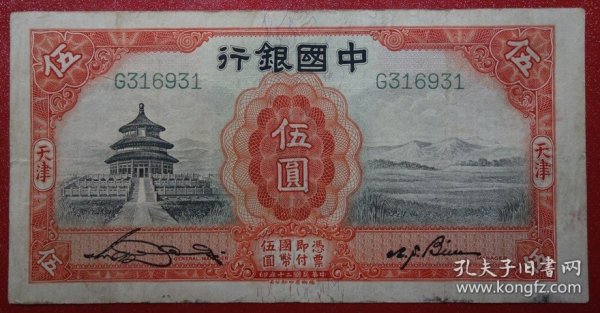 中國銀行
G316931
G316931
伍
伍
伍圓
天津
天津
憑票
即付
國幣
伍圓
中華民國二十年印
GENERAL MANAGER
伍
伍
孔夫子旧书网
www.kongfz.com